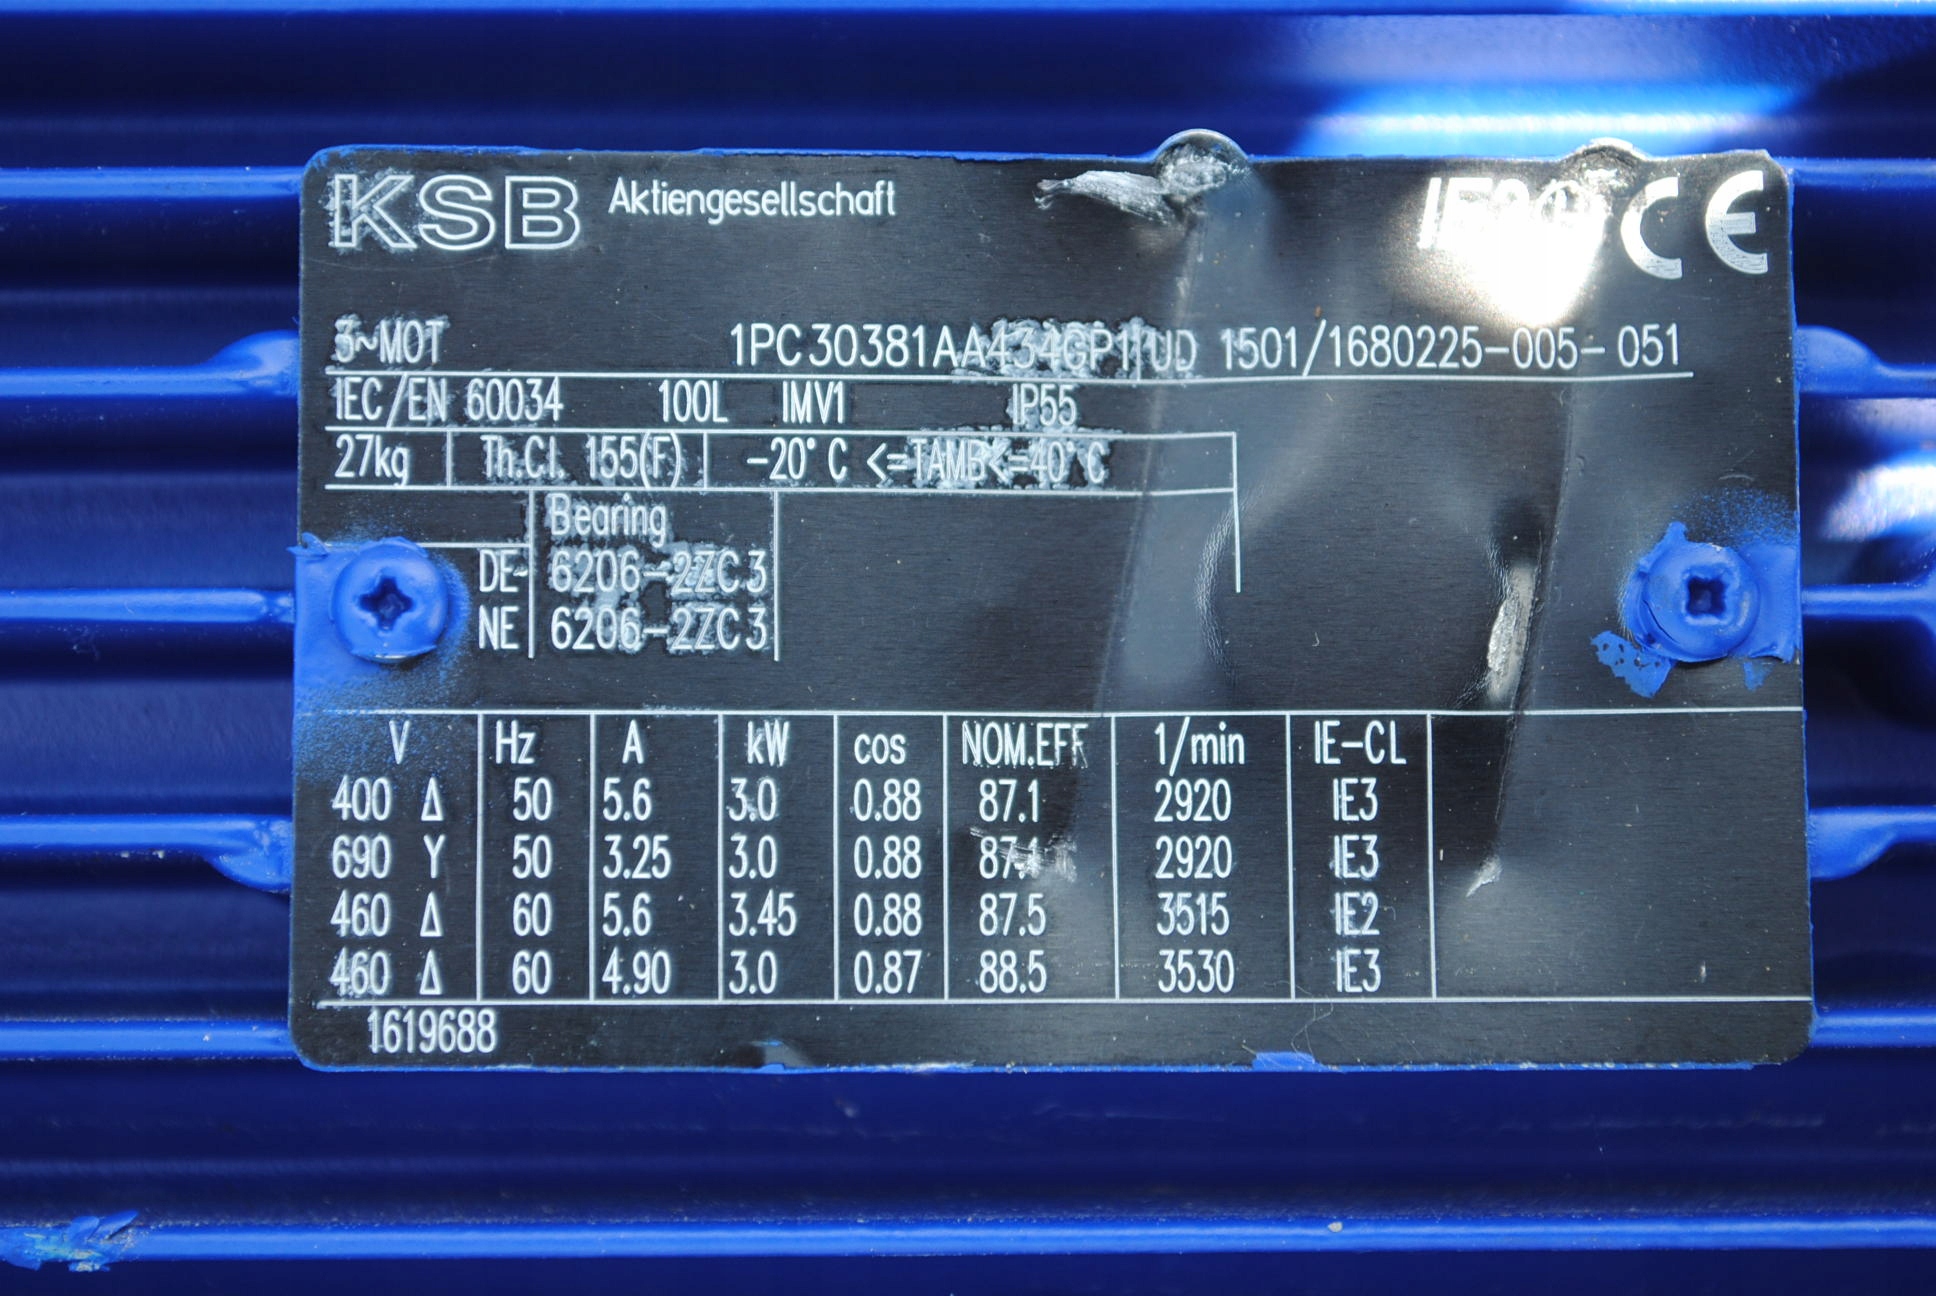 KSB Aktiengesellschaft CE
3~MOT 1PC30381AA434GP1/UD 1501/1680225-005-051
IEC/EN 60034 100L IMV1 IP55
27kg Th.Cl. 155(F) -20°C <=TAMB<=40°C
Bearing
DE- 6206-2ZC3
NE 6206-2ZC3
V Hz A kW cos NOM.EFF 1/min IE-CL
400 Δ 50 5.6 3.0 0.88 87.1 2920 IE3
690 Y 50 3.25 3.0 0.88 87.1 2920 IE3
460 Δ 60 5.6 3.45 0.88 87.5 3515 IE2
460 Δ 60 4.90 3.0 0.87 88.5 3530 IE3
1619688